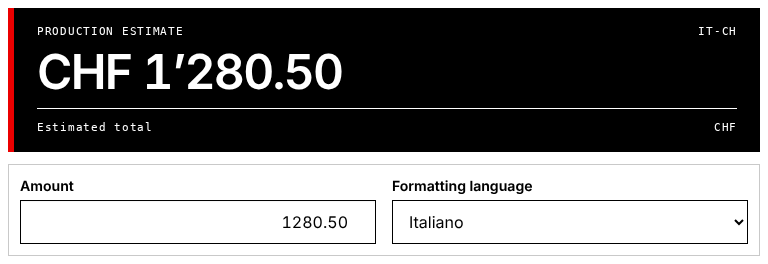 PRODUCTION ESTIMATE IT-CH
CHF 1’280.50
Estimated total CHF
Amount Formatting language
1280.50 Italiano